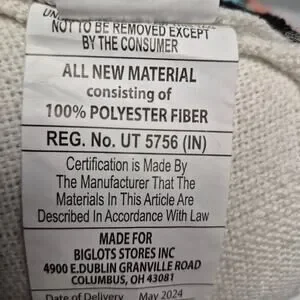 NOT TO BE REMOVED EXCEPT
BY THE CONSUMER
ALL NEW MATERIAL
consisting of
100% POLYESTER FIBER
REG. No. UT 5756 (IN)
Certification is Made By
The Manufacturer That The
Materials In This Article Are
Described In Accordance With Law
MADE FOR
BIGLOTS STORES INC
4900 E.DUBLIN GRANVILLE ROAD
COLUMBUS, OH 43081
Date of Delivery May 2024